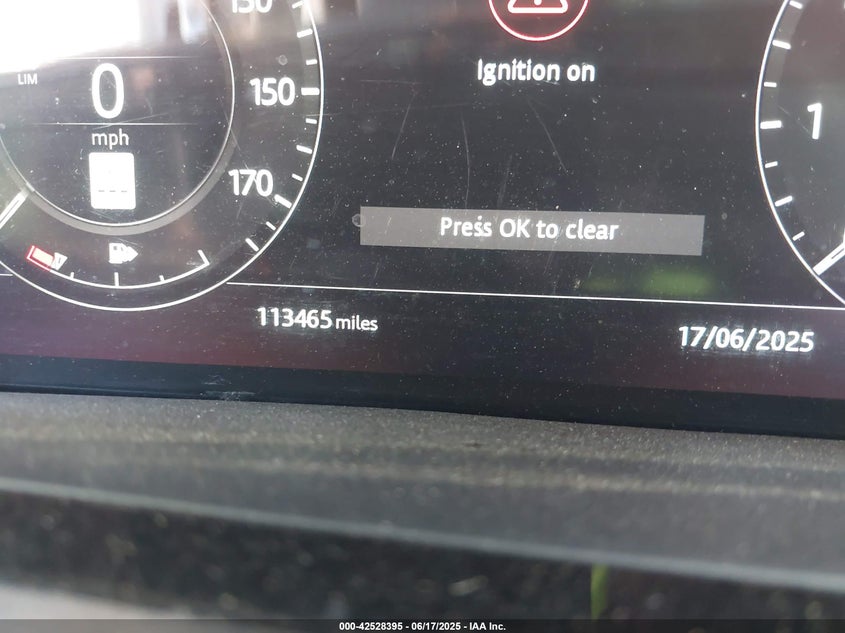 130
LIM
0
mph
150
170
Ignition on
Press OK to clear
1
113465 miles
17/06/2025
000-42528395 - 06/17/2025 - IAA Inc.